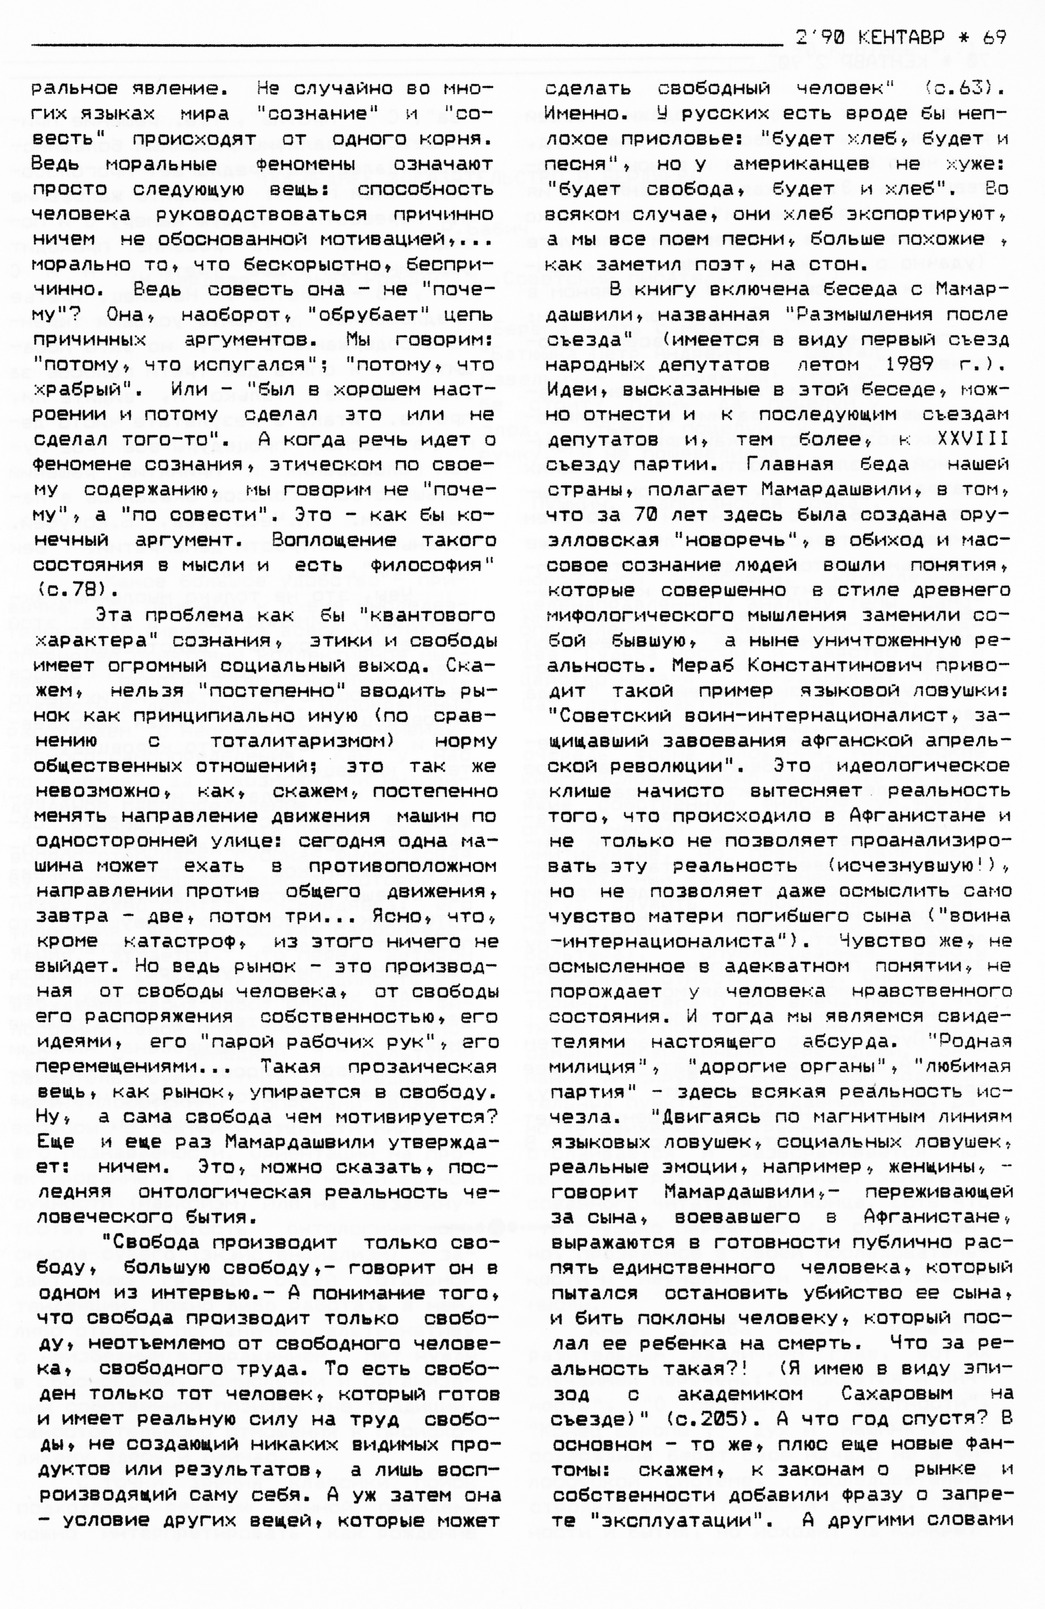 2'90 КЕНТАВР * 69
ральное явление. Не случайно во мно-
гих языках мира "сознание" и "со-
весть" происходят от одного корня.
Ведь моральные феномены означают
просто следующую вещь: способность
человека руководствоваться причинно
ничем не обоснованной мотивацией,...
морально то, что бескорыстно, беспри-
чинно. Ведь совесть она - не "поче-
му"? Она, наоборот, "обрубает" цепь
причинных аргументов. Мы говорим:
"потому, что испугался"; "потому, что
храбрый". Или - "был в хорошем наст-
роении и потому сделал это или не
сделал того-то". А когда речь идет о
феномене сознания, этическом по свое-
му содержанию, мы говорим не "поче-
му", а "по совести". Это - как бы ко-
нечный аргумент. Воплощение такого
состояния в мысли и есть философия"
(с.78).
Эта проблема как бы "квантового
характера" сознания, этики и свободы
имеет огромный социальный выход. Ска-
жем, нельзя "постепенно" вводить ры-
нок как принципиально иную (по срав-
нению с тоталитаризмом) норму
общественных отношений; это так же
невозможно, как, скажем, постепенно
менять направление движения машин по
односторонней улице: сегодня одна ма-
шина может ехать в противоположном
направлении против общего движения,
завтра - две, потом три... Ясно, что,
кроме катастроф, из этого ничего не
выйдет. Но ведь рынок - это производ-
ная от свободы человека, от свободы
его распоряжения собственностью, его
идеями, его "парой рабочих рук", его
перемещениями... Такая прозаическая
вещь, как рынок, упирается в свободу.
Ну, а сама свобода чем мотивируется?
Еще и еще раз Мамардашвили утвержда-
ет: ничем. Это, можно сказать, пос-
ледняя онтологическая реальность че-
ловеческого бытия.
"Свобода производит только сво-
боду, большую свободу,- говорит он в
одном из интервью.- А понимание того,
что свобода производит только свобо-
ду, неотъемлемо от свободного челове-
ка, свободного труда. То есть свобо-
ден только тот человек, который готов
и имеет реальную силу на труд свобо-
ды, не создающий никаких видимых про-
дуктов или результатов, а лишь восп-
роизводящий саму себя. А уж затем она
- условие других вещей, которые может
сделать свободный человек" (с.63).
Именно. У русских есть вроде бы неп-
лохое присловье: "будет хлеб, будет и
песня", но у американцев не хуже:
"будет свобода, будет и хлеб". Во
всяком случае, они хлеб экспортируют,
а мы все поем песни, больше похожие ,
как заметил поэт, на стон.
В книгу включена беседа с Мамар-
дашвили, названная "Размышления после
съезда" (имеется в виду первый съезд
народных депутатов летом 1989 г.).
Идеи, высказанные в этой беседе, мож-
но отнести и к последующим съездам
депутатов и, тем более, к XXVIII
съезду партии. Главная беда нашей
страны, полагает Мамардашвили, в том,
что за 70 лет здесь была создана ору-
элловская "новоречь", в обиход и мас-
совое сознание людей вошли понятия,
которые совершенно в стиле древнего
мифологического мышления заменили со-
бой бывшую, а ныне уничтоженную ре-
альность. Мераб Константинович приво-
дит такой пример языковой ловушки:
"Советский воин-интернационалист, за-
щищавший завоевания афганской апрель-
ской революции". Это идеологическое
клише начисто вытесняет реальность
того, что происходило в Афганистане и
не только не позволяет проанализиро-
вать эту реальность (исчезнувшую!),
но не позволяет даже осмыслить само
чувство матери погибшего сына ("воина
-интернационалиста"). Чувство же, не
осмысленное в адекватном понятии, не
порождает у человека нравственного
состояния. И тогда мы являемся свиде-
телями настоящего абсурда. "Родная
милиция", "дорогие органы", "любимая
партия" - здесь всякая реальность ис-
чезла. "Двигаясь по магнитным линиям
языковых ловушек, социальных ловушек,
реальные эмоции, например, женщины, -
говорит Мамардашвили,- переживающей
за сына, воевавшего в Афганистане,
выражаются в готовности публично рас-
пять единственного человека, который
пытался остановить убийство ее сына,
и бить поклоны человеку, который пос-
лал ее ребенка на смерть. Что за ре-
альность такая?! (Я имею в виду эпи-
зод с академиком Сахаровым на
съезде)" (с.205). А что год спустя? В
основном - то же, плюс еще новые фан-
томы: скажем, к законам о рынке и
собственности добавили фразу о запре-
те "эксплуатации". А другими словами